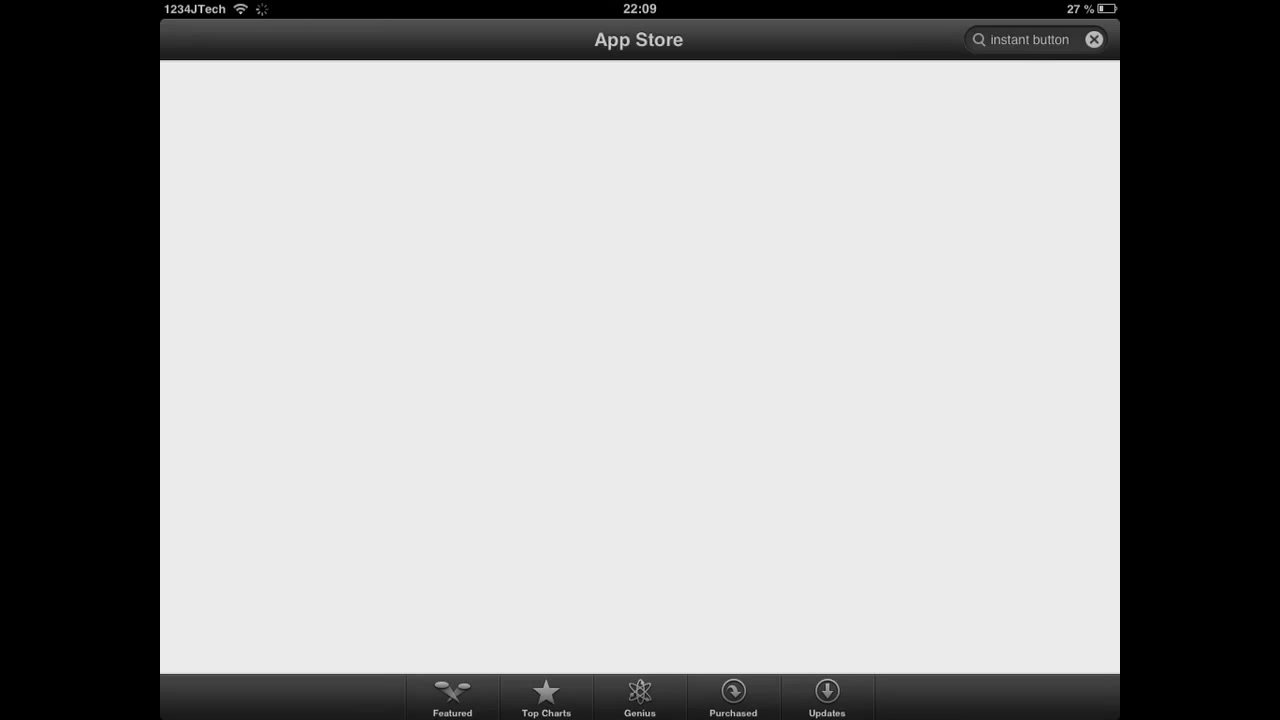 1234JTech 22:09 27 %
App Store instant button
Featured Top Charts Genius Purchased Updates